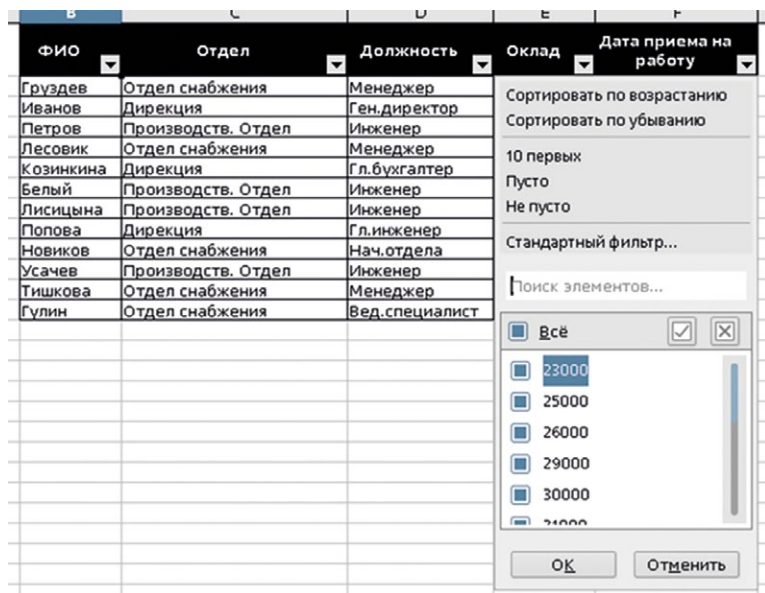 B C D E F
ФИО Отдел Должность Оклад Дата приема на работу
Груздев Отдел снабжения Менеджер
Иванов Дирекция Ген.директор
Петров Производств. Отдел Инженер
Лесовик Отдел снабжения Менеджер
Козинкина Дирекция Гл.бухгалтер
Белый Производств. Отдел Инженер
Лисицына Производств. Отдел Инженер
Попова Дирекция Гл.инженер
Новиков Отдел снабжения Нач.отдела
Усачев Производств. Отдел Инженер
Тишкова Отдел снабжения Менеджер
Гулин Отдел снабжения Вед.специалист
Сортировать по возрастанию
Сортировать по убыванию
10 первых
Пусто
Не пусто
Стандартный фильтр...
Поиск элементов...
Всё
23000
25000
26000
29000
30000
31000
ОК Отменить